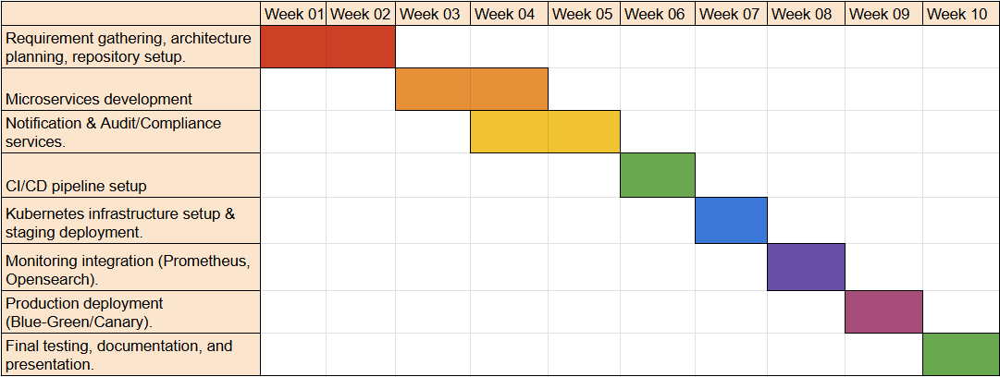 Week 01 Week 02 Week 03 Week 04 Week 05 Week 06 Week 07 Week 08 Week 09 Week 10
Requirement gathering, architecture
planning, repository setup.
Microservices development
Notification & Audit/Compliance
services.
CI/CD pipeline setup
Kubernetes infrastructure setup &
staging deployment.
Monitoring integration (Prometheus,
Opensearch).
Production deployment
(Blue-Green/Canary).
Final testing, documentation, and
presentation.